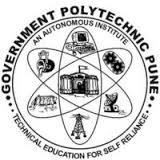 GOVERNMENT POLYTECHNIC PUNE
AN AUTONOMOUS INSTITUTE
TECHNICAL EDUCATION FOR SELF RELIANCE